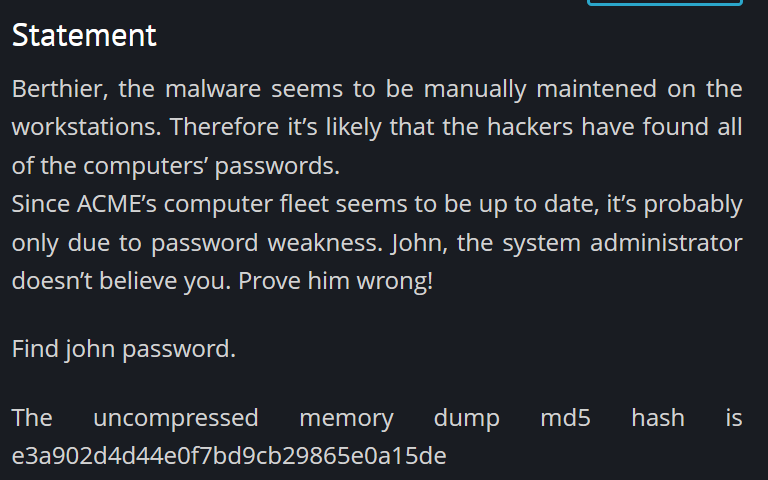 Statement
Berthier, the malware seems to be manually maintened on the
workstations. Therefore it's likely that the hackers have found all
of the computers' passwords.
Since ACME's computer fleet seems to be up to date, it's probably
only due to password weakness. John, the system administrator
doesn't believe you. Prove him wrong!
Find john password.
The uncompressed memory dump md5 hash is
e3a902d4d44e0f7bd9cb29865e0a15de